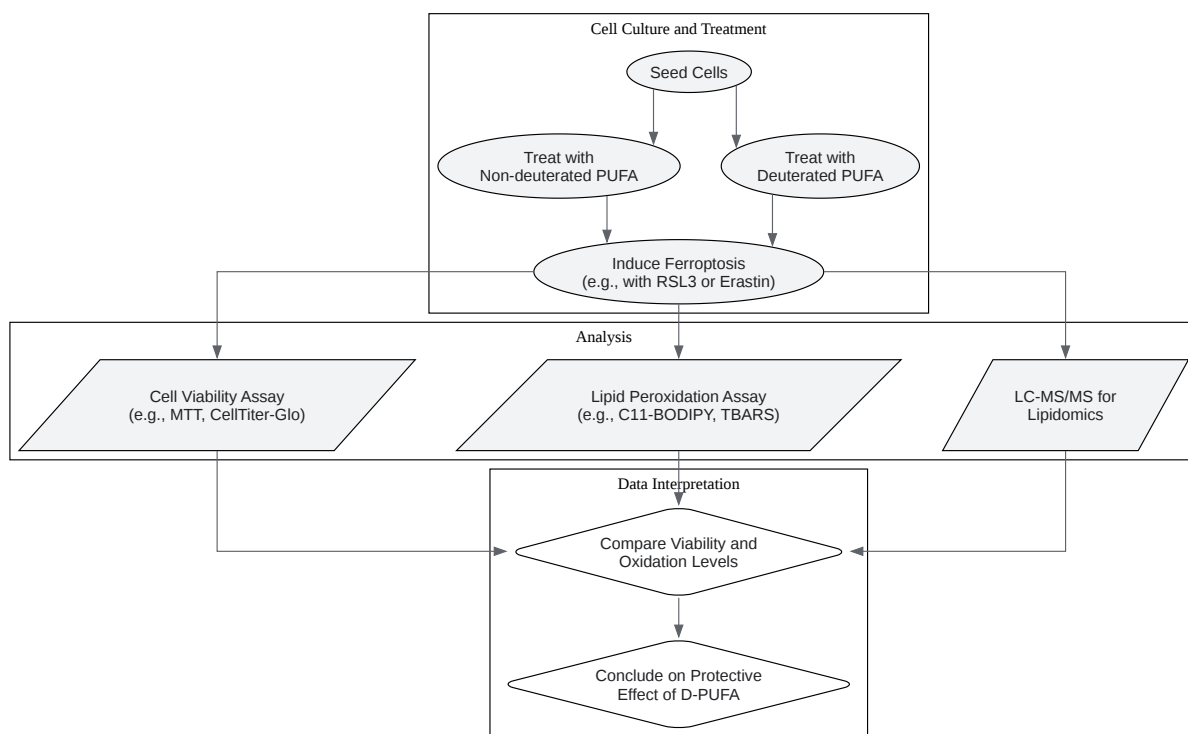 Cell Culture and Treatment
Seed Cells
Treat with
Non-deuterated PUFA
Treat with
Deuterated PUFA
Induce Ferroptosis
(e.g., with RSL3 or Erastin)
Analysis
Cell Viability Assay
(e.g., MTT, CellTiter-Glo)
Lipid Peroxidation Assay
(e.g., C11-BODIPY, TBARS)
LC-MS/MS for
Lipidomics
Data Interpretation
Compare Viability and
Oxidation Levels
Conclude on Protective
Effect of D-PUFA